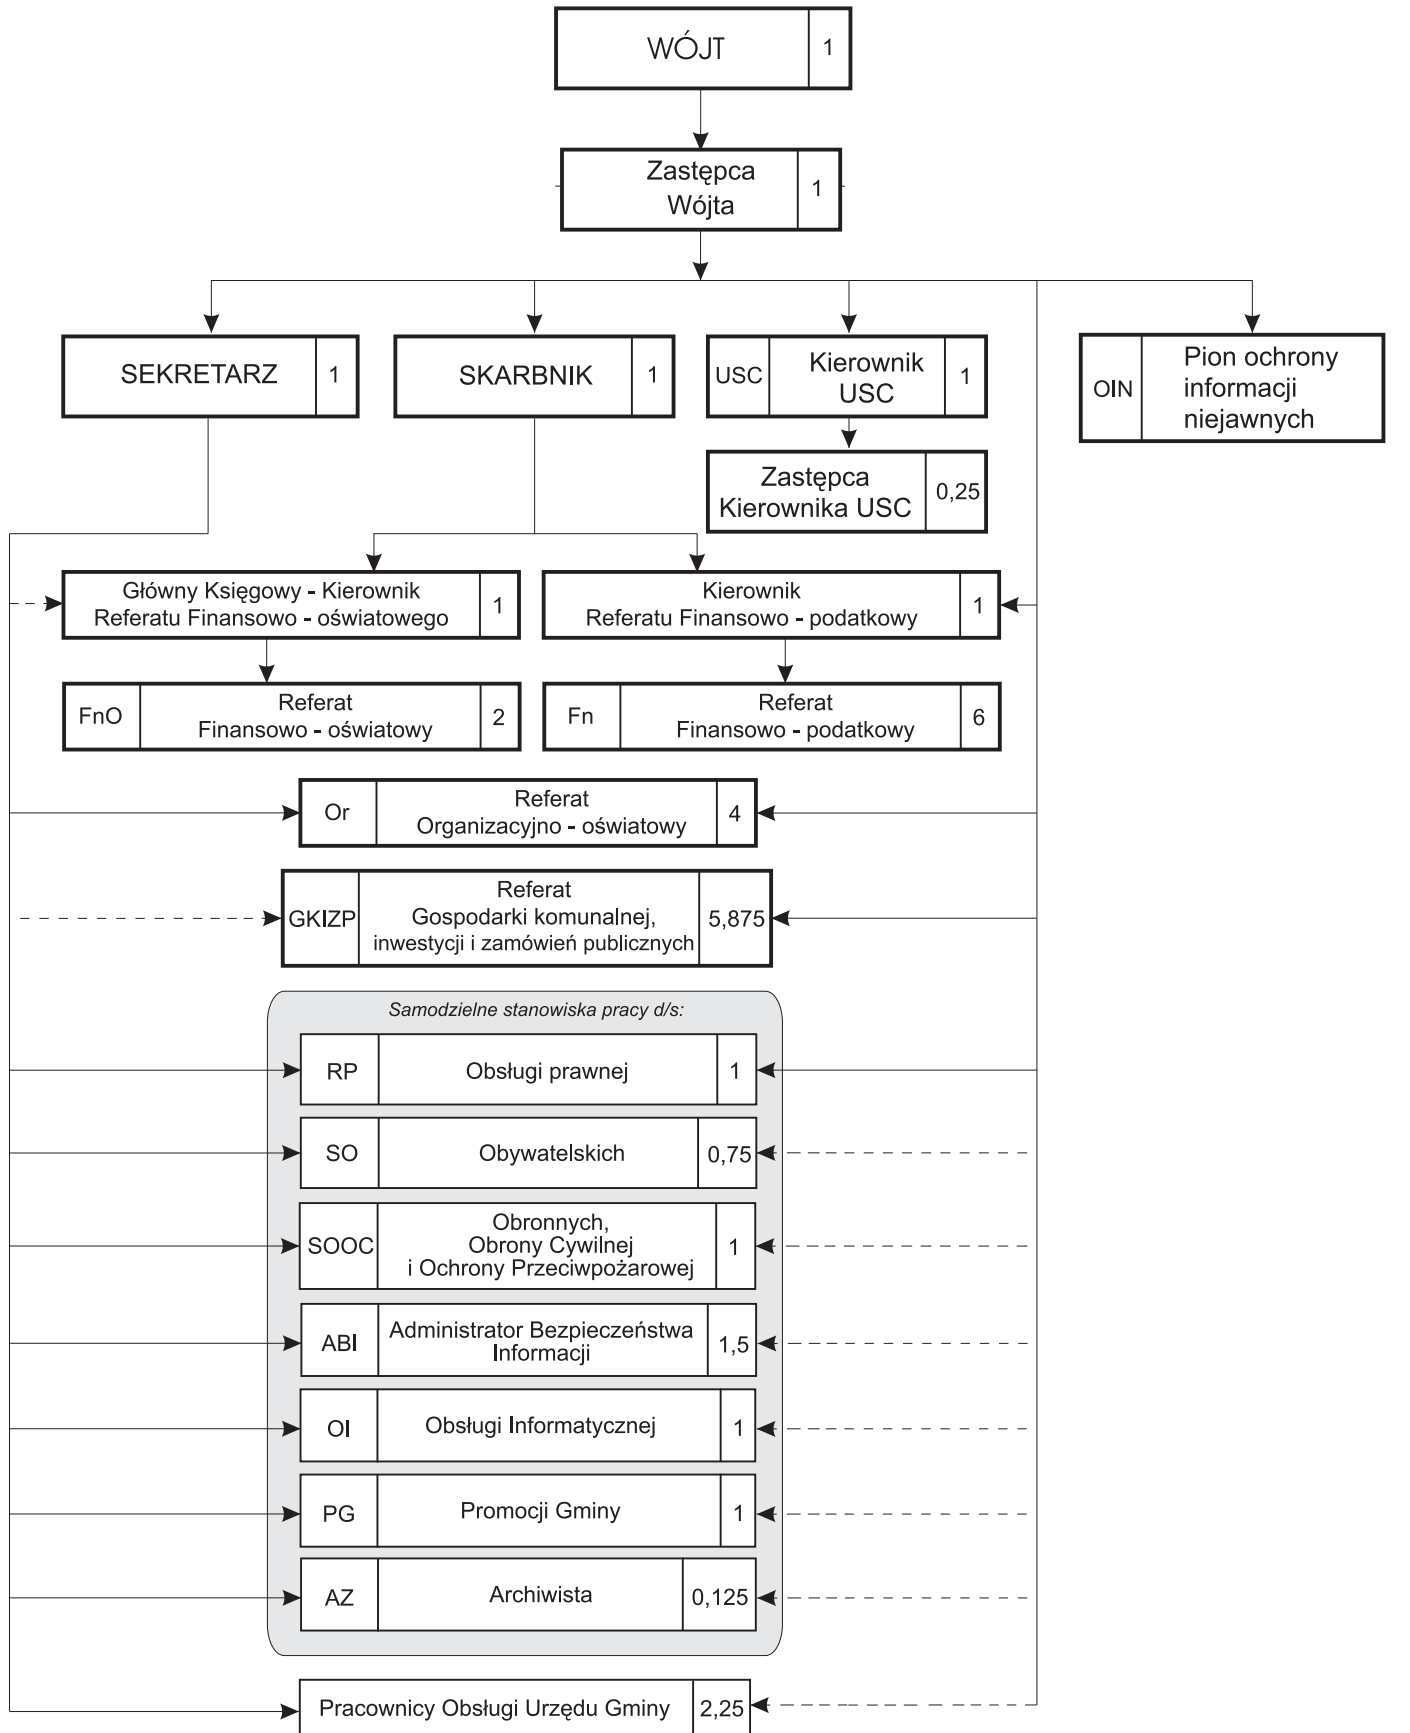 WÓJT 1
Zastępca
Wójta 1
SEKRETARZ 1
SKARBNIK 1
USC Kierownik
USC 1
OIN Pion ochrony
informacji
niejawnych
Zastępca
Kierownika USC 0,25
Główny Księgowy - Kierownik
Referatu Finansowo - oświatowego 1
Kierownik
Referatu Finansowo - podatkowy 1
FnO Referat
Finansowo - oświatowy 2
Fn Referat
Finansowo - podatkowy 6
Or Referat
Organizacyjno - oświatowy 4
GKIZP Referat
Gospodarki komunalnej,
inwestycji i zamówień publicznych 5,875
Samodzielne stanowiska pracy d/s:
RP Obsługi prawnej 1
SO Obywatelskich 0,75
SOOC Obronnych,
Obrony Cywilnej
i Ochrony Przeciwpożarowej 1
ABI Administrator Bezpieczeństwa
Informacji 1,5
OI Obsługi Informatycznej 1
PG Promocji Gminy 1
AZ Archiwista 0,125
Pracownicy Obsługi Urzędu Gminy 2,25